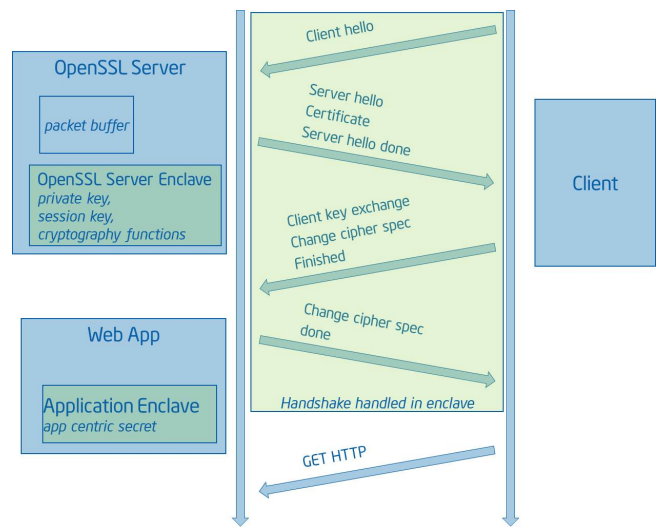 OpenSSL Server
packet buffer
OpenSSL Server Enclave
private key,
session key,
cryptography functions
Web App
Application Enclave
app centric secret
Client hello
Server hello
Certificate
Server hello done
Client key exchange
Change cipher spec
Finished
Change cipher spec
done
Handshake handled in enclave
GET HTTP
Client